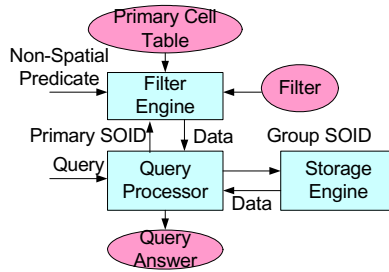 Primary Cell
Table
Non-Spatial
Predicate
Filter
Engine
Filter
Primary SOID
Data
Group SOID
Query
Query
Processor
Storage
Engine
Data
Query
Answer